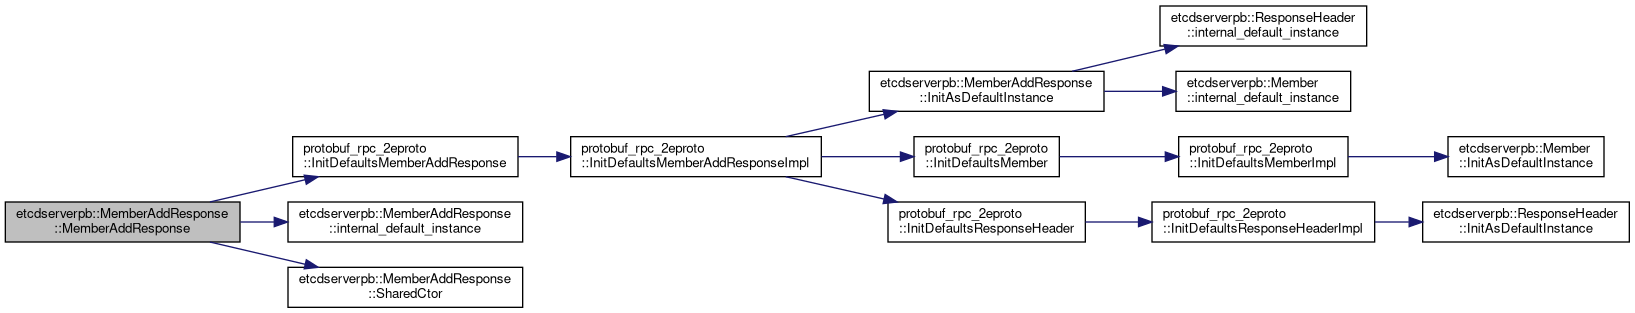 etcdserverpb::MemberAddResponse
::MemberAddResponse
protobuf_rpc_2eproto
::InitDefaultsMemberAddResponse
etcdserverpb::MemberAddResponse
::internal_default_instance
etcdserverpb::MemberAddResponse
::SharedCtor
protobuf_rpc_2eproto
::InitDefaultsMemberAddResponseImpl
etcdserverpb::MemberAddResponse
::InitAsDefaultInstance
protobuf_rpc_2eproto
::InitDefaultsMember
protobuf_rpc_2eproto
::InitDefaultsResponseHeader
etcdserverpb::ResponseHeader
::internal_default_instance
etcdserverpb::Member
::internal_default_instance
protobuf_rpc_2eproto
::InitDefaultsMemberImpl
protobuf_rpc_2eproto
::InitDefaultsResponseHeaderImpl
etcdserverpb::Member
::InitAsDefaultInstance
etcdserverpb::ResponseHeader
::InitAsDefaultInstance